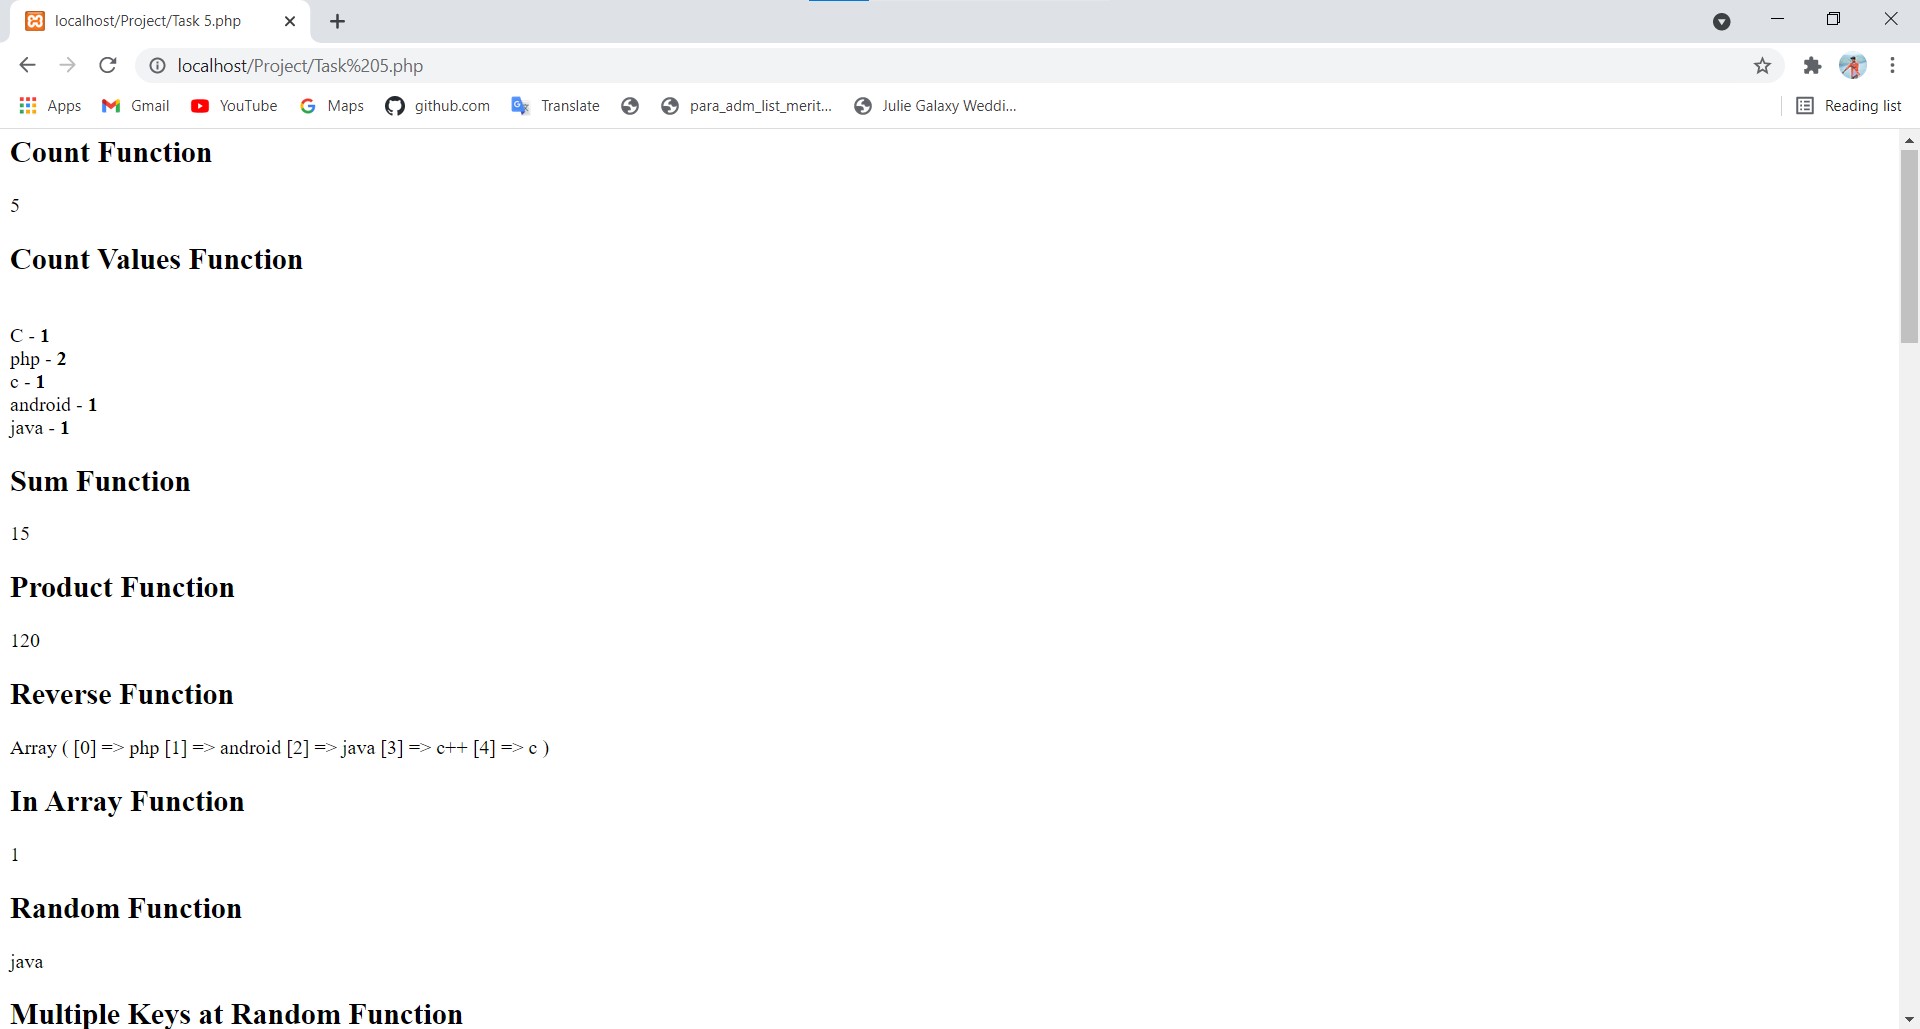 localhost/Project/Task 5.php
localhost/Project/Task%205.php
Apps Gmail YouTube Maps github.com Translate para_adm_list_merit... Julie Galaxy Weddi... Reading list
Count Function
5
Count Values Function
C - 1
php - 2
c - 1
android - 1
java - 1
Sum Function
15
Product Function
120
Reverse Function
Array ( [0] => php [1] => android [2] => java [3] => c++ [4] => c )
In Array Function
1
Random Function
java
Multiple Keys at Random Function